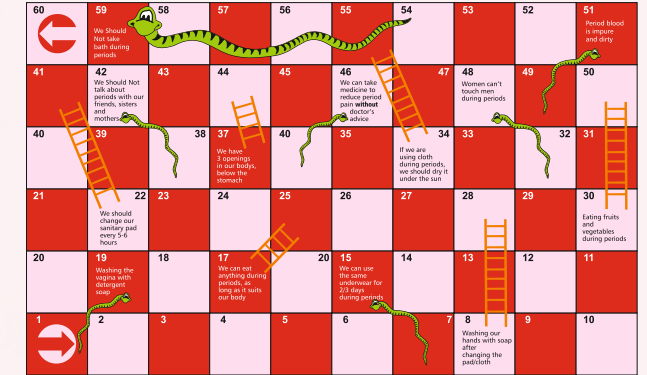 60
59
58
57
56
55
54
53
52
51
We Should
Not take
bath during
periods
Period blood
is impure
and dirty
41
42
43
44
45
46
47
48
49
50
We Should Not
talk about
periods with our
friends, sisters
and
mothers
We can take
medicine to
reduce period
pain without
doctor's
advice
Women can't
touch men
during periods
40
39
38
37
40
35
34
33
32
31
We have
3 openings
in our bodys,
below the
stomach
If we are
using cloth
during periods,
we should dry it
under the sun
21
22
23
24
25
26
27
28
29
30
We should
change our
sanitary pad
every 5-6
hours
Eating fruits
and
vegetables
during periods
20
19
18
17
20
15
14
13
12
11
Washing the
vagina with
detergent
soap
We can eat
anything during
periods, as
long as it suits
our body
We can use
the same
underwear for
2/3 days
during periods
1
2
3
4
5
6
7
8
9
10
Washing our
hands with soap
after
changing the
pad/cloth